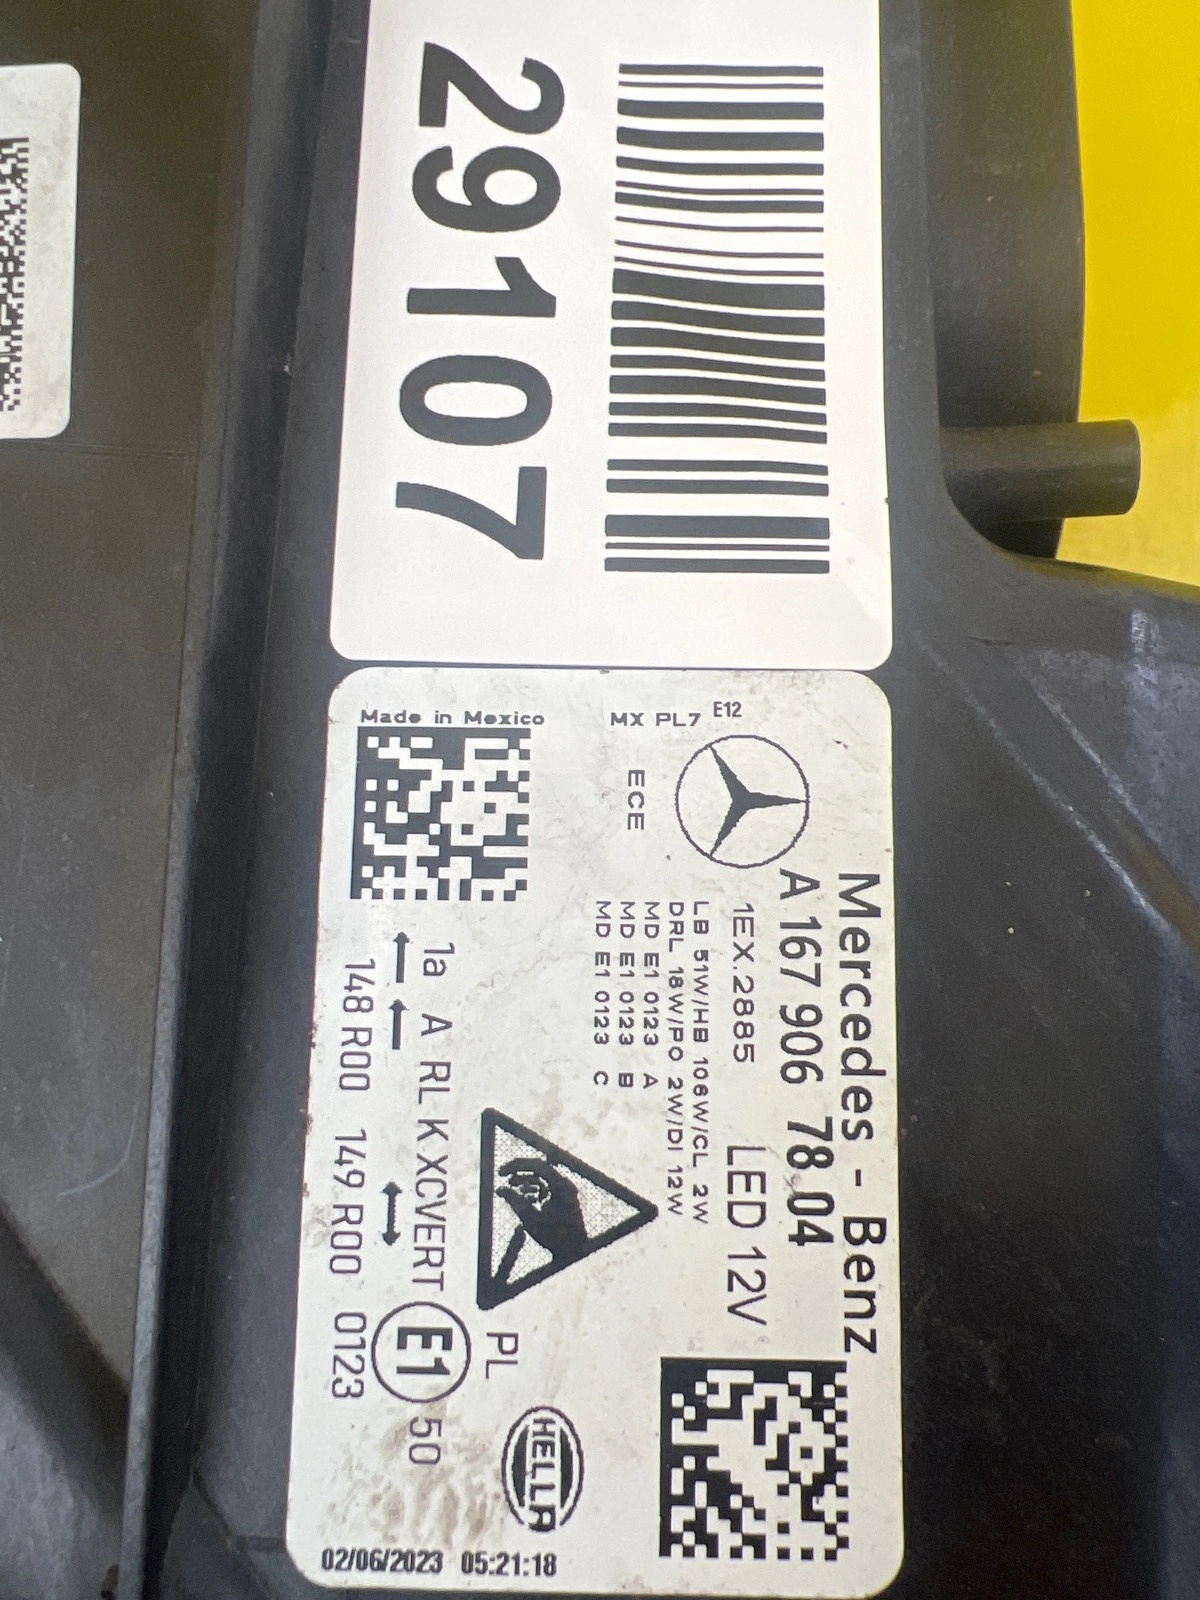 29107
Mercedes - Benz
A 167 906 78 04
1EX.2885 LED 12V
LB 51W/HB 106W/CL 2W
DRL 18W/PO 2W/DI 12W
MD E1 0123 A
MD E1 0123 B
MD E1 0123 C
E12
MX PL7
ECE
Made in Mexico
PL
HELLA
1a A RL K XCVERT E1 50
148 R00 149 R00 0123
02/06/2023 05:21:18